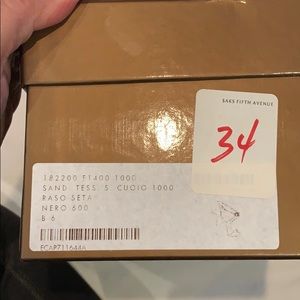 SAKS FIFTH AVENUE
34
182200 F1400 1000
SAND. TESS. S. CUOIO 1000
RASO SETA
NERO 600
B 6